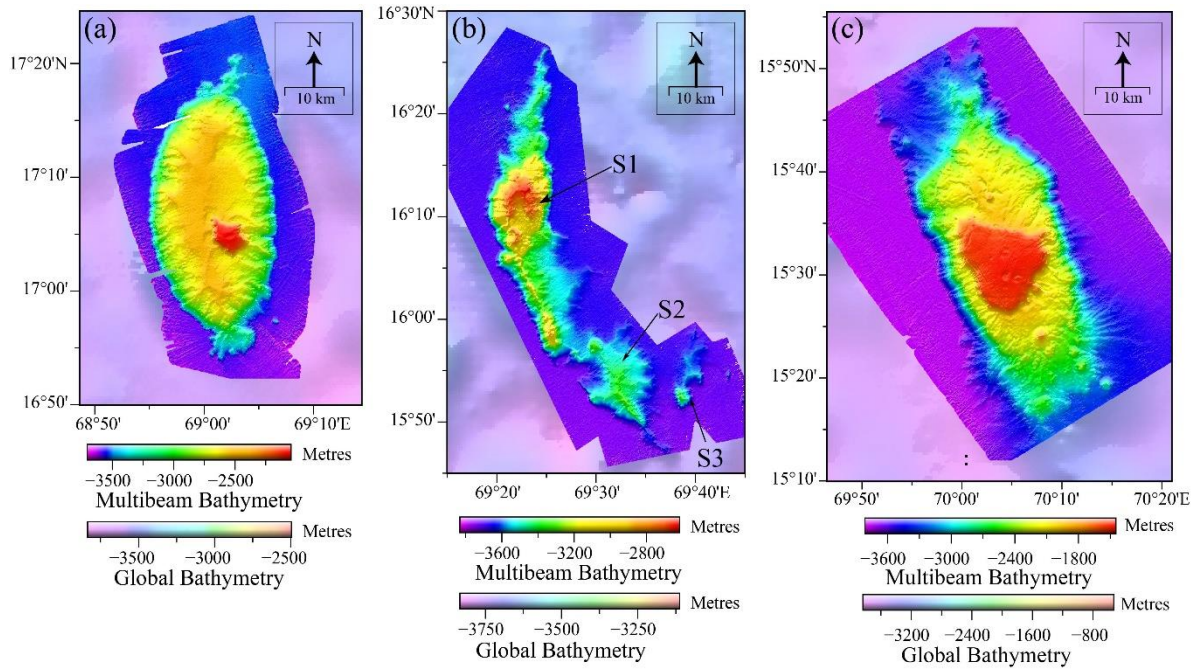 (a)
N
10 km
17°20'N
17°10'
17°00'
16°50'
68°50'
69°00'
69°10'E
Metres
−3500
−3000
−2500
Multibeam Bathymetry
Metres
−3500
−3000
−2500
Global Bathymetry
(b)
N
10 km
16°30'N
16°20'
16°10'
16°00'
15°50'
S1
S2
S3
69°20'
69°30'
69°40'E
Metres
−3600
−3200
−2800
Multibeam Bathymetry
Metres
−3750
−3500
−3250
Global Bathymetry
(c)
N
10 km
15°50'N
15°40'
15°30'
15°20'
15°10'
:
69°50'
70°00'
70°10'
70°20'E
Metres
−3600
−3000
−2400
−1800
Multibeam Bathymetry
Metres
−3200
−2400
−1600
−800
Global Bathymetry